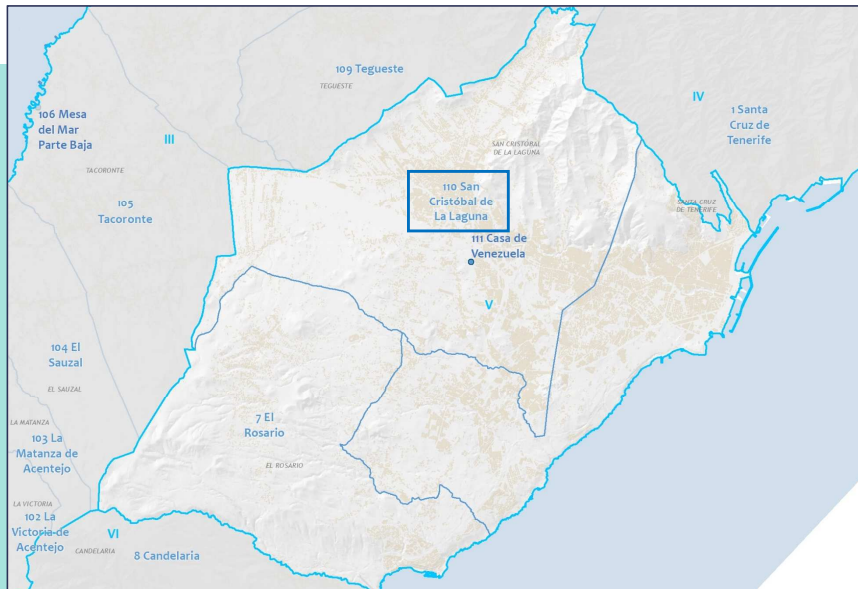 109 Tegueste
TEGUESTE
IV
106 Mesa
del Mar
Parte Baja
III
1 Santa
Cruz de
Tenerife
SAN CRISTÓBAL
DE LA LAGUNA
TACORONTE
105
Tacoronte
110 San
Cristóbal de
La Laguna
SANTA CRUZ
DE TENERIFE
111 Casa de
Venezuela
V
104 El
Sauzal
EL SAUZAL
7 El
Rosario
LA MATANZA
103 La
Matanza de
Acentejo
EL ROSARIO
LA VICTORIA
102 La
Victoria de
Acentejo
VI
CANDELARIA
8 Candelaria